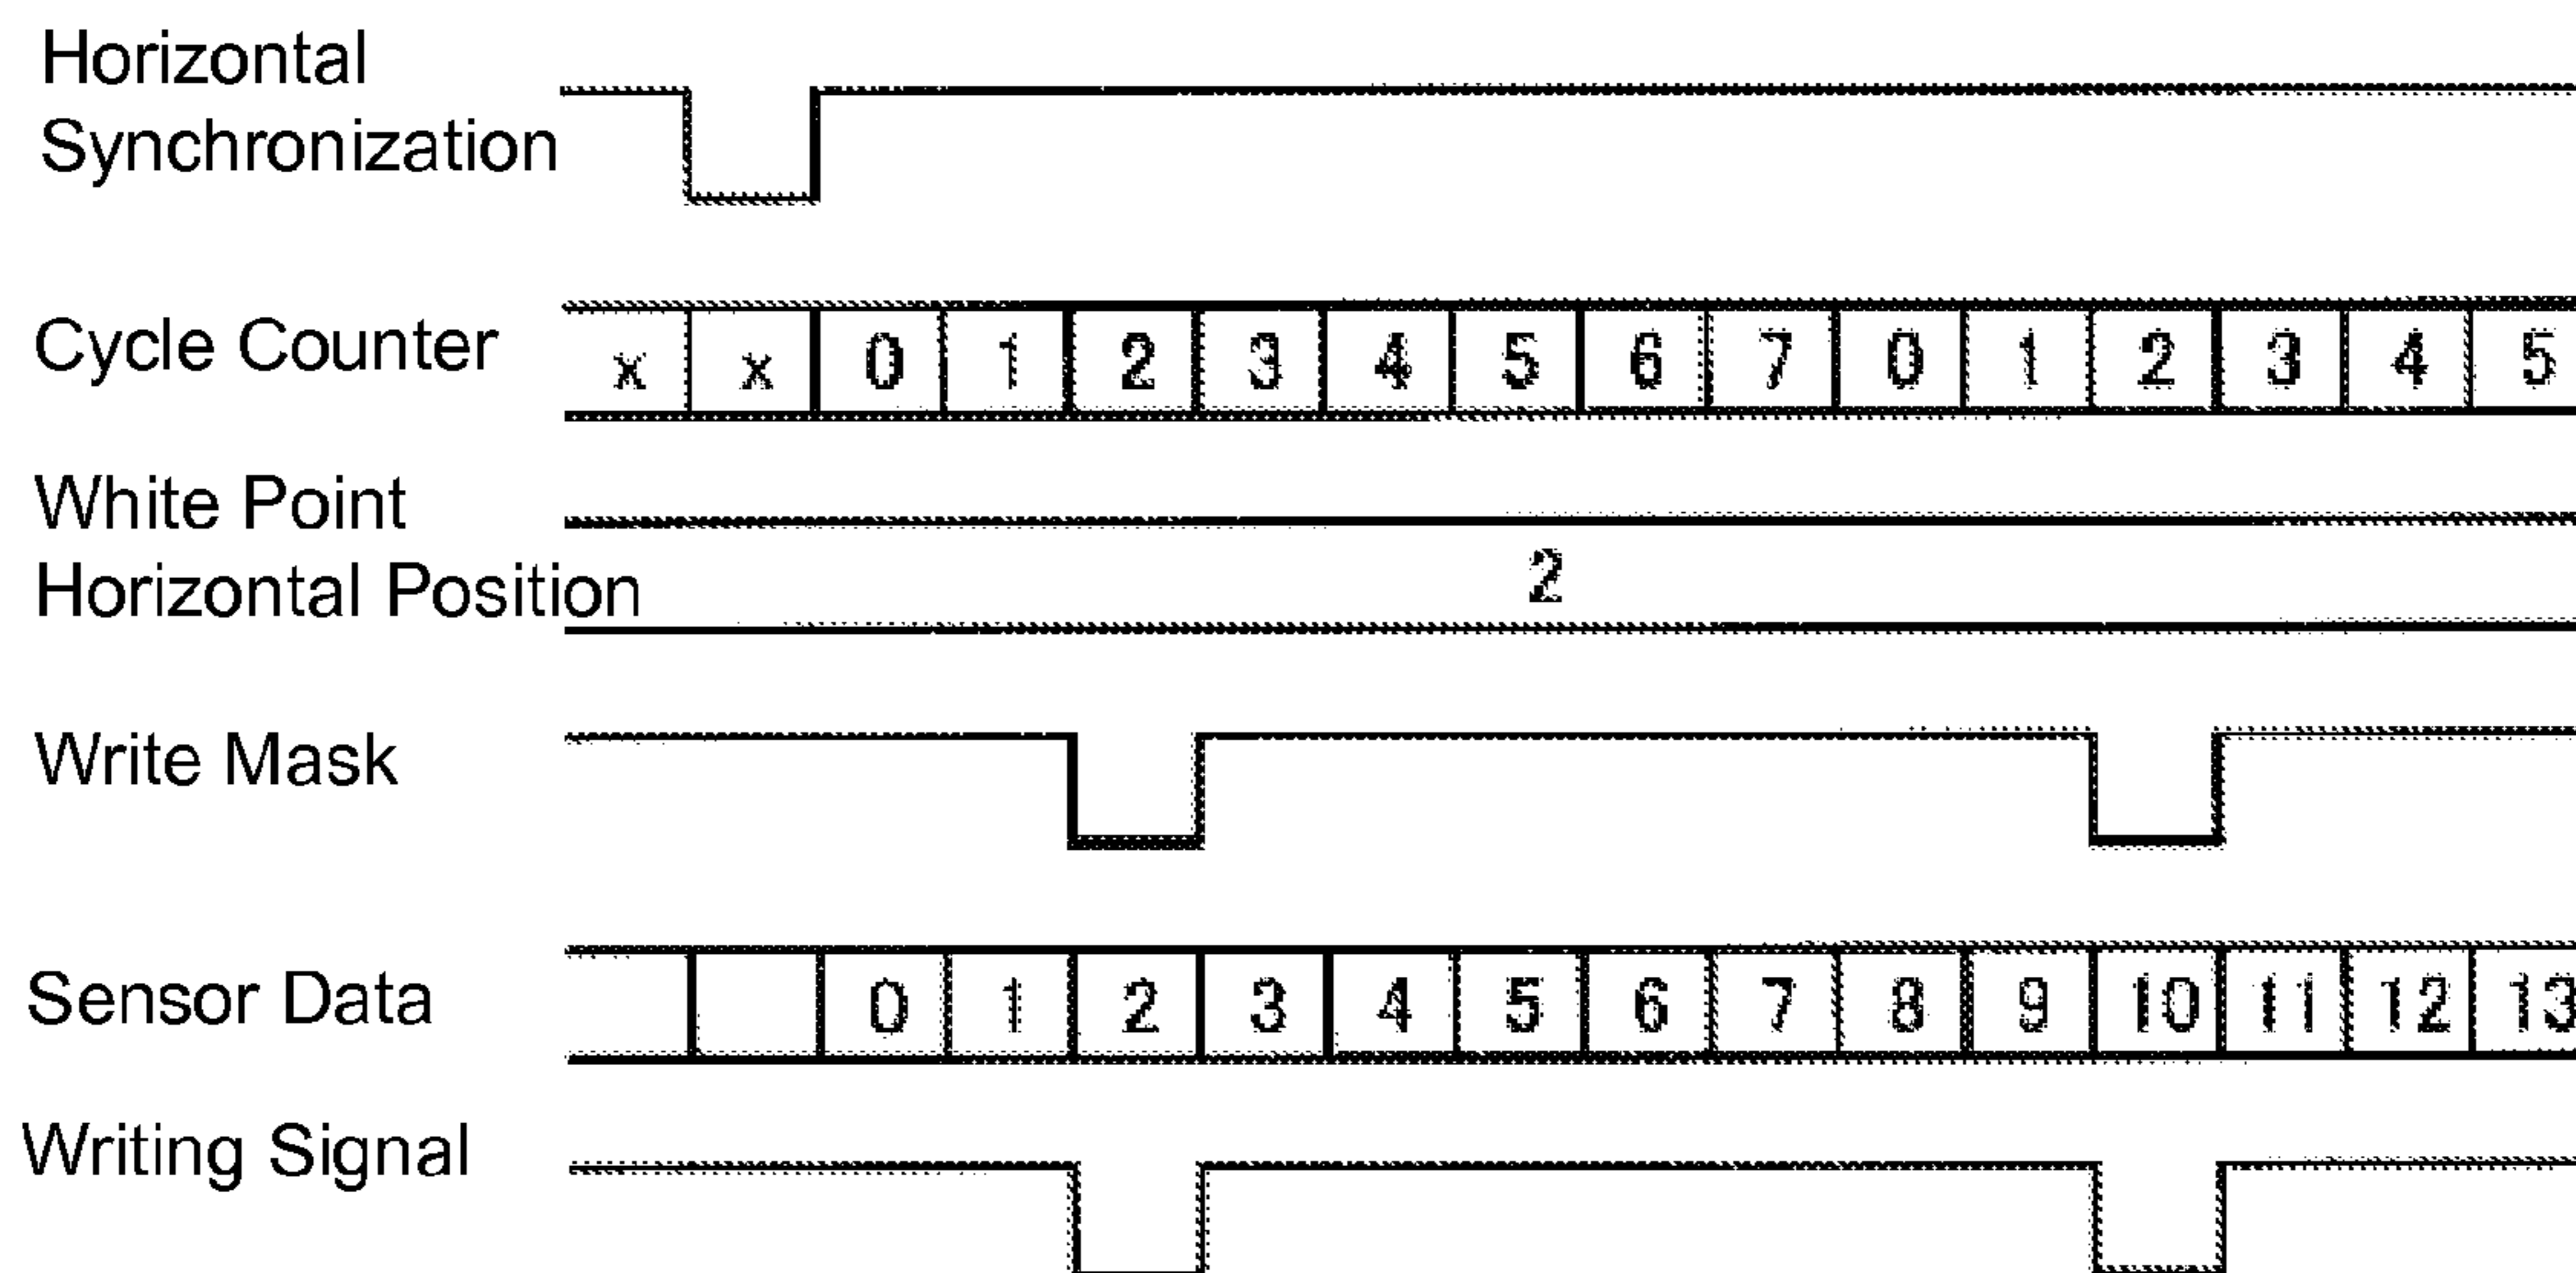 Horizontal
Synchronization
Cycle Counter x x 0 1 2 3 4 5 6 7 0 1 2 3 4 5
White Point
Horizontal Position 2
Write Mask
Sensor Data 0 1 2 3 4 5 6 7 8 9 10 11 12 13
Writing Signal